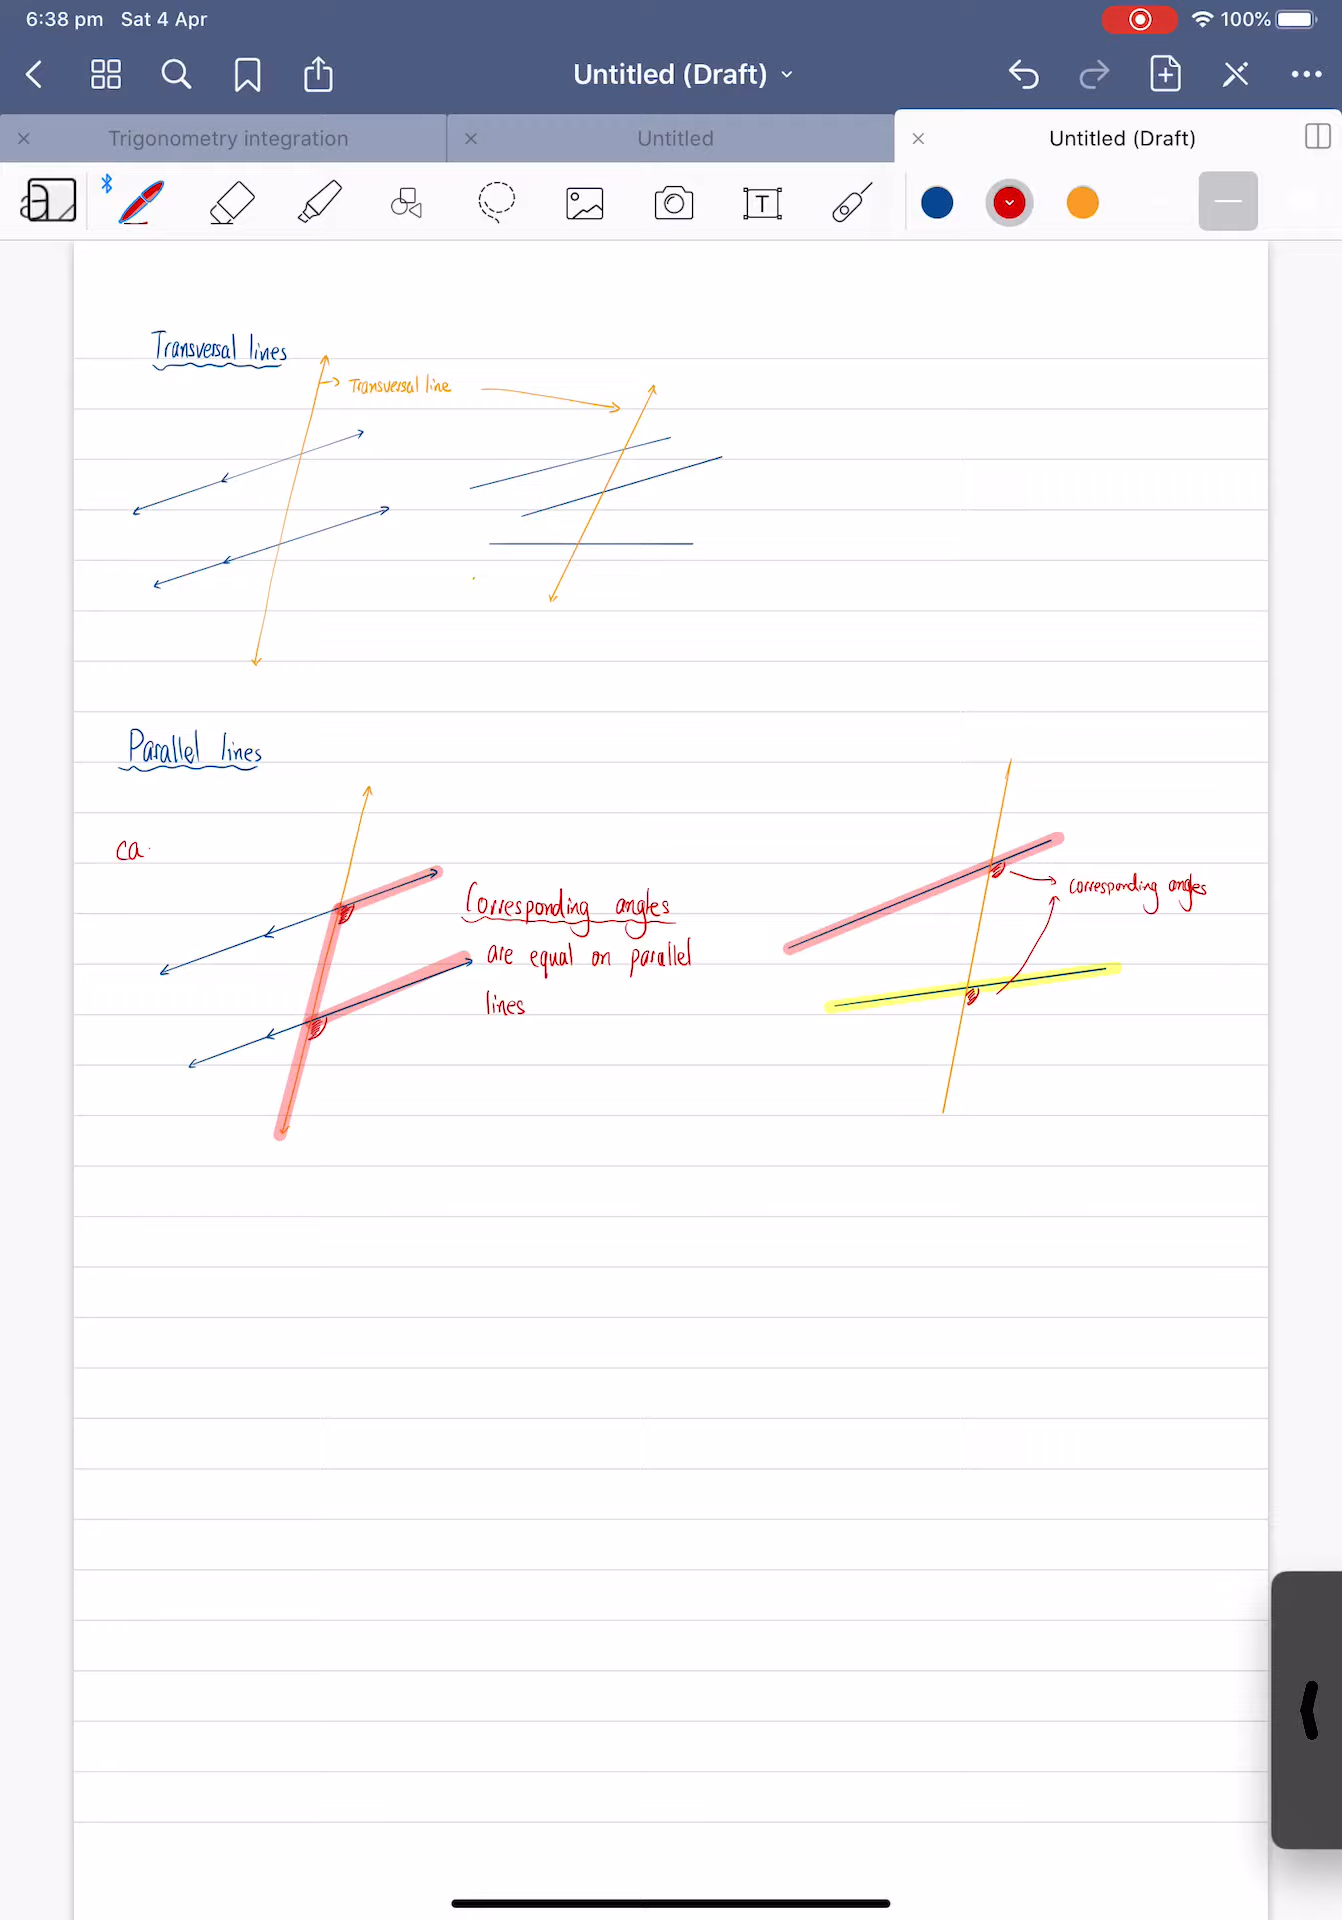 6:38 pm Sat 4 Apr
100%
Untitled (Draft)
Trigonometry integration
Untitled
Untitled (Draft)
a
T
Transversal lines
Transversal line
Parallel lines
ca.
Corresponding angles
are equal on parallel
lines
corresponding angles